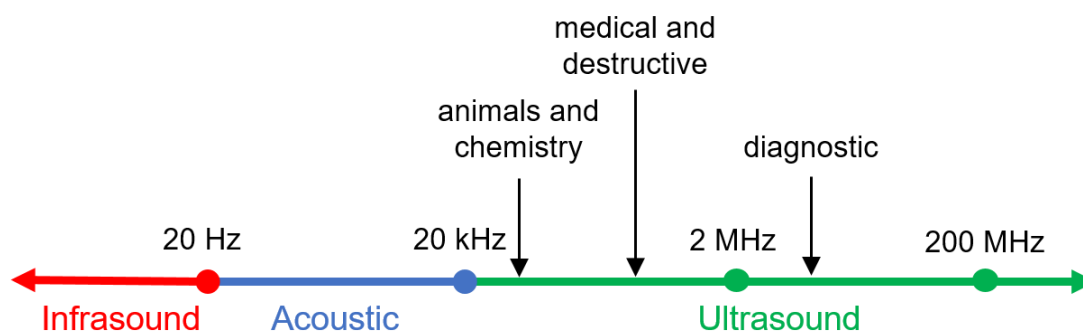 medical and
destructive
animals and
chemistry
diagnostic
20 Hz
20 kHz
2 MHz
200 MHz
Infrasound
Acoustic
Ultrasound